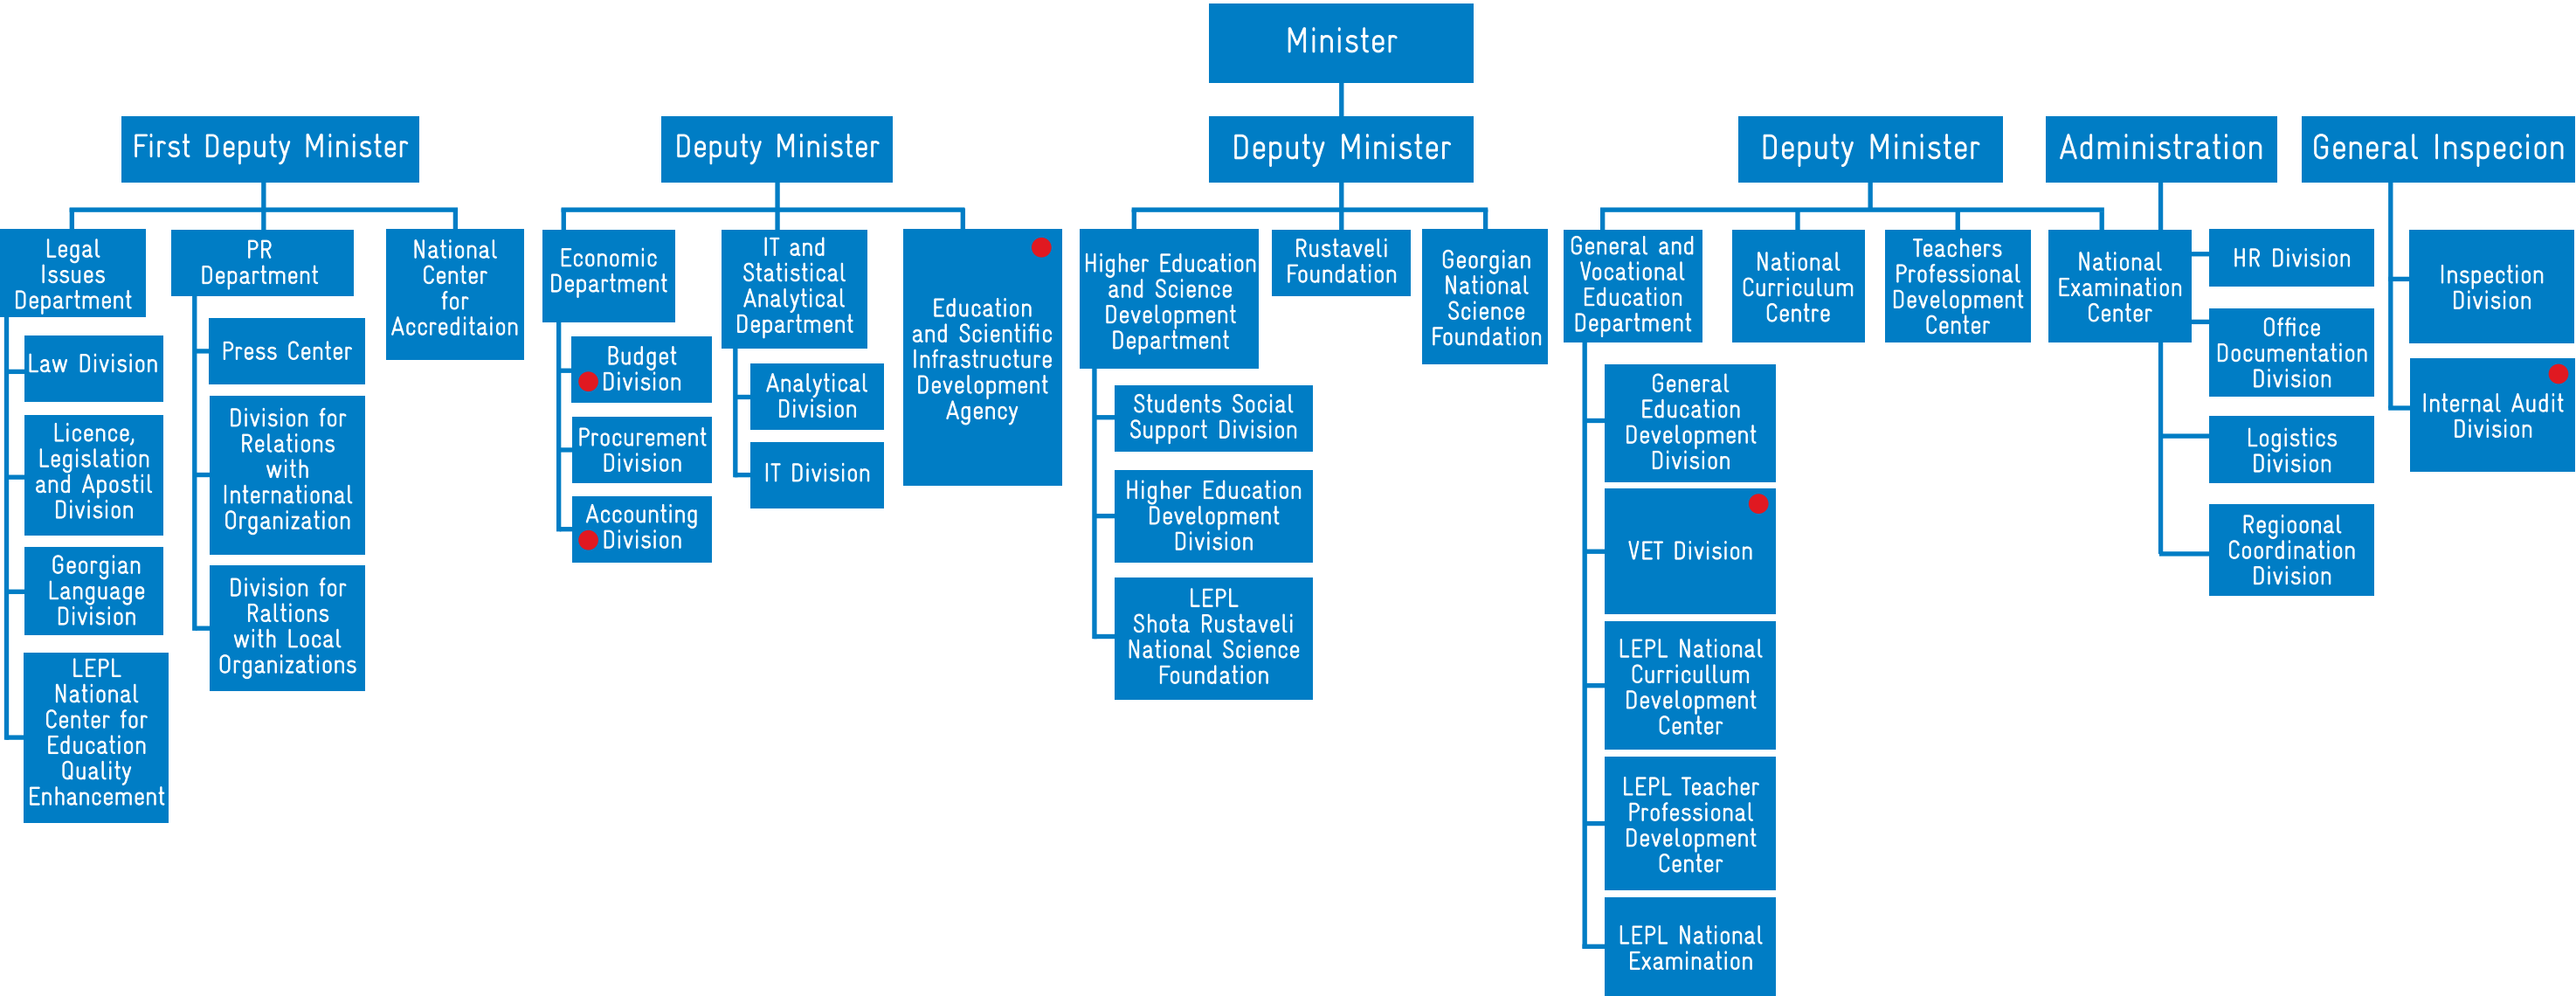 Minister
First Deputy Minister
Deputy Minister
Deputy Minister
Deputy Minister
Administration
General Inspecion
Legal
Issues
Department
Law Division
Licence,
Legislation
and Apostil
Division
Georgian
Language
Division
LEPL
National
Center for
Education
Quality
Enhancement
PR
Department
Press Center
Division for
Relations
with
International
Organization
Division for
Raltions
with Local
Organizations
National
Center
for
Accreditaion
Economic
Department
Budget
Division
Procurement
Division
Accounting
Division
IT and
Statistical
Analytical
Department
Analytical
Division
IT Division
Education
and Scientific
Infrastructure
Development
Agency
Higher Education
and Science
Development
Department
Students Social
Support Division
Higher Education
Development
Division
LEPL
Shota Rustaveli
National Science
Foundation
Rustaveli
Foundation
Georgian
National
Science
Foundation
General and
Vocational
Education
Department
General
Education
Development
Division
VET Division
LEPL National
Curricullum
Development
Center
LEPL Teacher
Professional
Development
Center
LEPL National
Examination
National
Curriculum
Centre
Teachers
Professional
Development
Center
National
Examination
Center
HR Division
Office
Documentation
Division
Logistics
Division
Regioonal
Coordination
Division
Inspection
Division
Internal Audit
Division